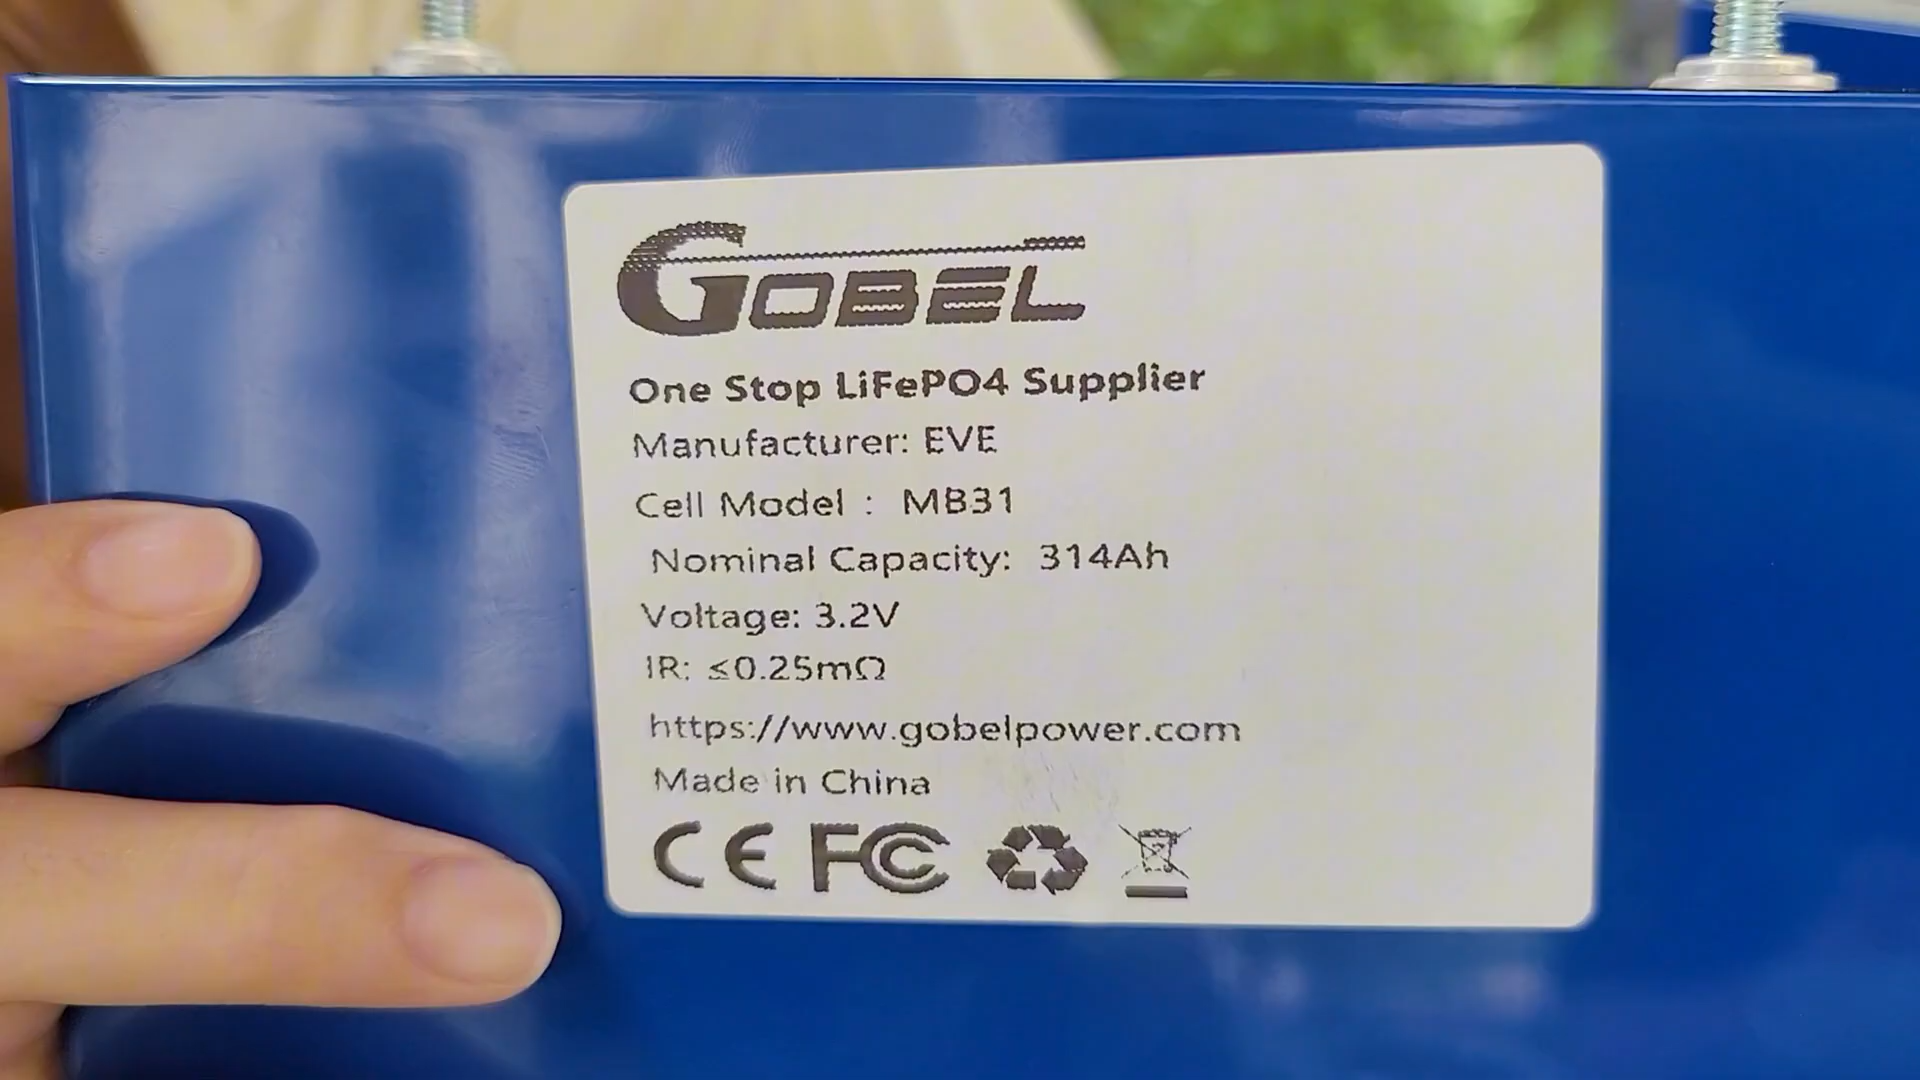 GOBEL
One Stop LiFePO4 Supplier
Manufacturer: EVE
Cell Model : MB31
Nominal Capacity: 314Ah
Voltage: 3.2V
IR: ≤0.25mΩ
https://www.gobelpower.com
Made in China
CE FC